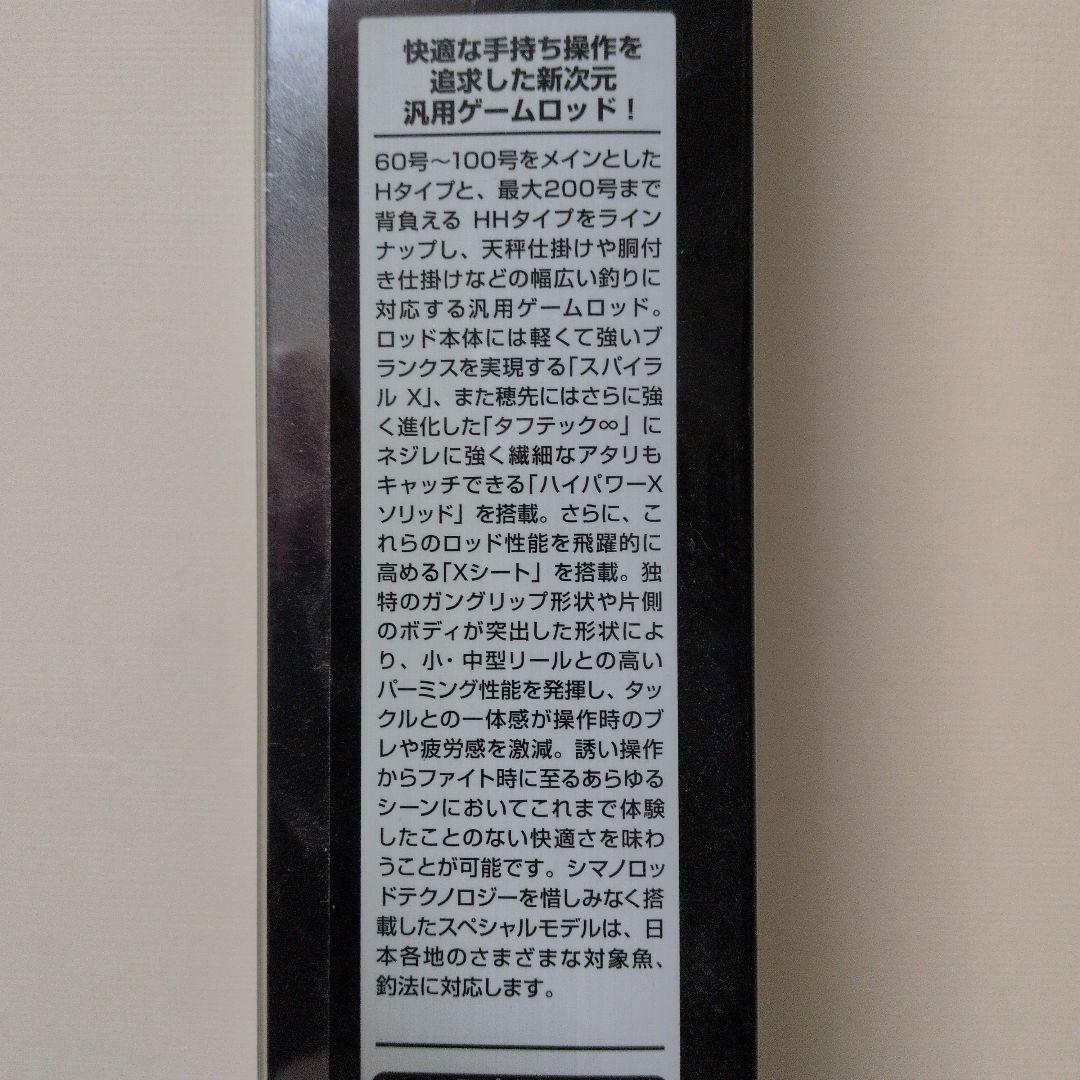 快適な手持ち操作を
追求した新次元
汎用ゲームロッド！
60号〜100号をメインとした
Hタイプと、最大200号まで
背負える HHタイプをライン
ナップし、天秤仕掛けや胴付
き仕掛けなどの幅広い釣りに
対応する汎用ゲームロッド。
ロッド本体には軽くて強いブ
ランクスを実現する「スパイラ
ル X」、また穂先にはさらに強
く進化した「タフテック∞」に
ネジレに強く繊細なアタリも
キャッチできる「ハイパワーX
ソリッド」を搭載。さらに、こ
れらのロッド性能を飛躍的に
高める「Xシート」を搭載。独
特のガングリップ形状や片側
のボディが突出した形状によ
り、小・中型リールとの高い
パーミング性能を発揮し、タッ
クルとの一体感が操作時のブ
レや疲労感を激減。誘い操作
からファイト時に至るあらゆる
シーンにおいてこれまで体験
したことのない快適さを味わ
うことが可能です。シマノロッ
ドテクノロジーを惜しみなく搭
載したスペシャルモデルは、日
本各地のさまざまな対象魚、
釣法に対応します。